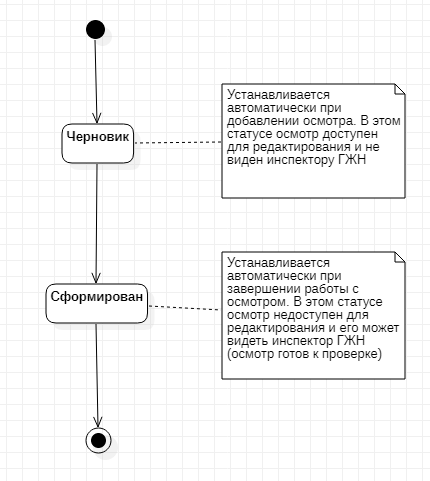 Устанавливается
автоматически при
добавлении осмотра. В этом
статусе осмотр доступен
для редактирования и не
виден инспектору ГЖН
Черновик
Устанавливается
автоматически при
завершении работы с
осмотром. В этом статусе
осмотр недоступен для
редактирования и его может
видеть инспектор ГЖН
(осмотр готов к проверке)
Сформирован